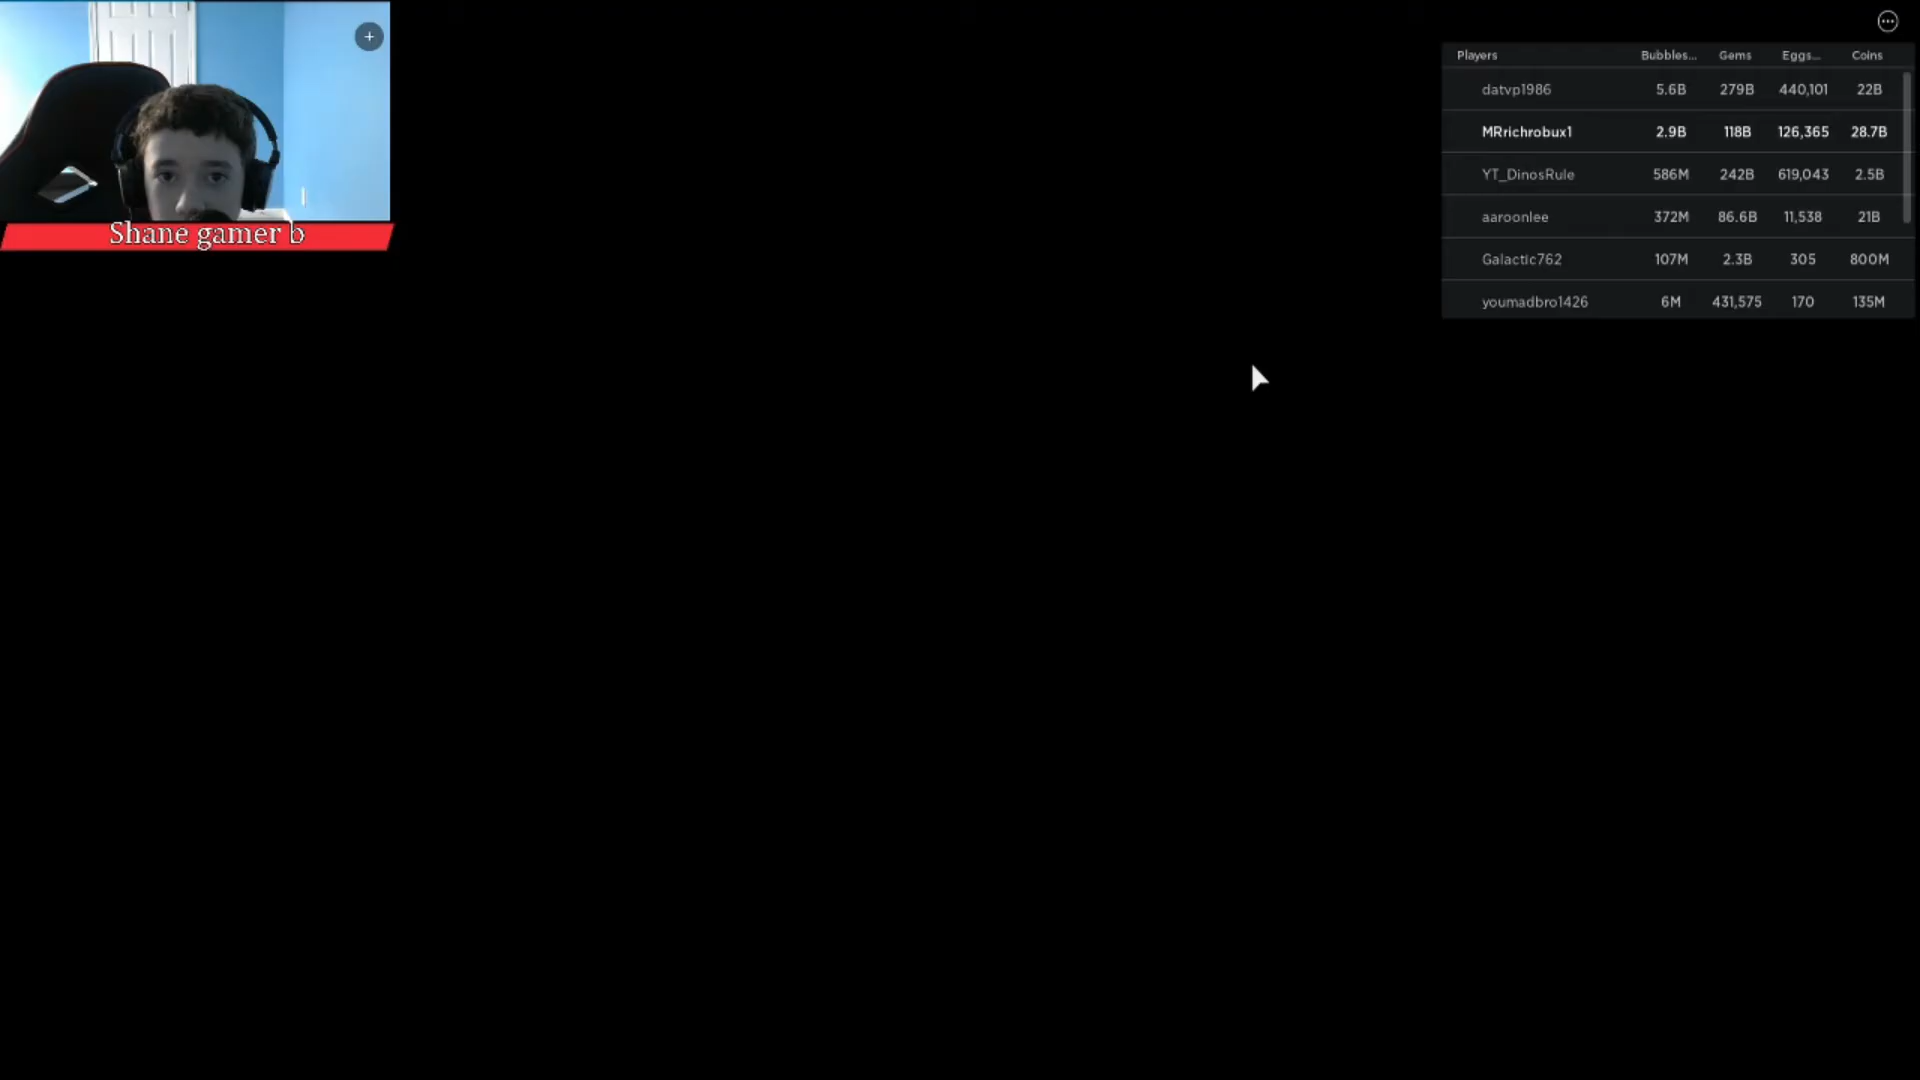 Shane gamer b
Players Bubbles... Gems Eggs... Coins
datvp1986 5.6B 279B 440,101 22B
MRrichrobux1 2.9B 118B 126,365 28.7B
YT_DinosRule 586M 242B 619,043 2.5B
aaroonlee 372M 86.6B 11,538 21B
Galactic762 107M 2.3B 305 800M
youmadbro1426 6M 431,575 170 135M